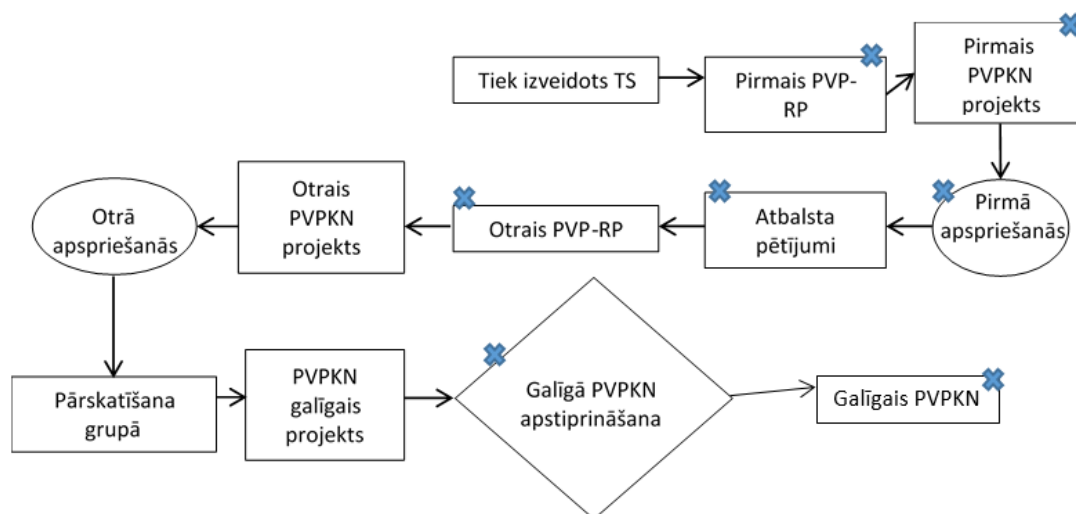 Tiek izveidots TS
Pirmais PVP-
RP
Pirmais
PVPKN
projekts
Pirmā
apspriešanās
Atbalsta
pētījumi
Otrais PVP-RP
Otrais
PVPKN
projekts
Otrā
apspriešanās
Pārskatīšana
grupā
PVPKN
galīgais
projekts
Galīgā PVPKN
apstiprināšana
Galīgais PVPKN